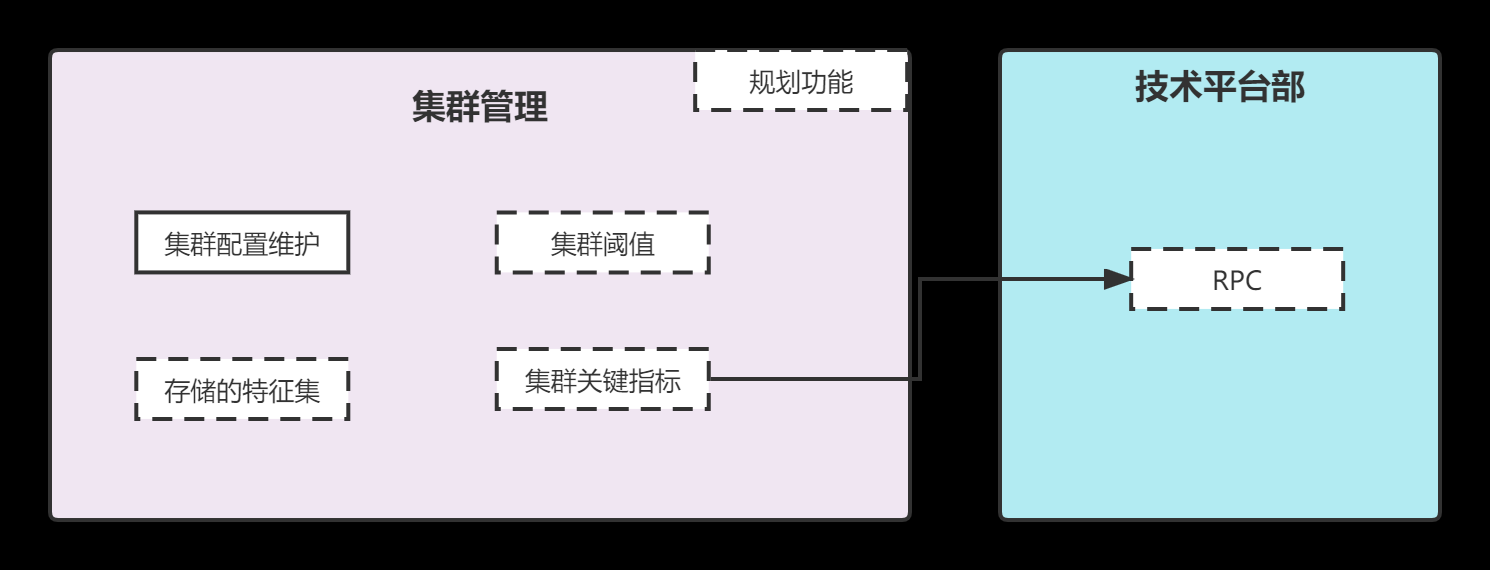 规划功能
集群管理
集群配置维护
集群阈值
存储的特征集
集群关键指标
技术平台部
RPC